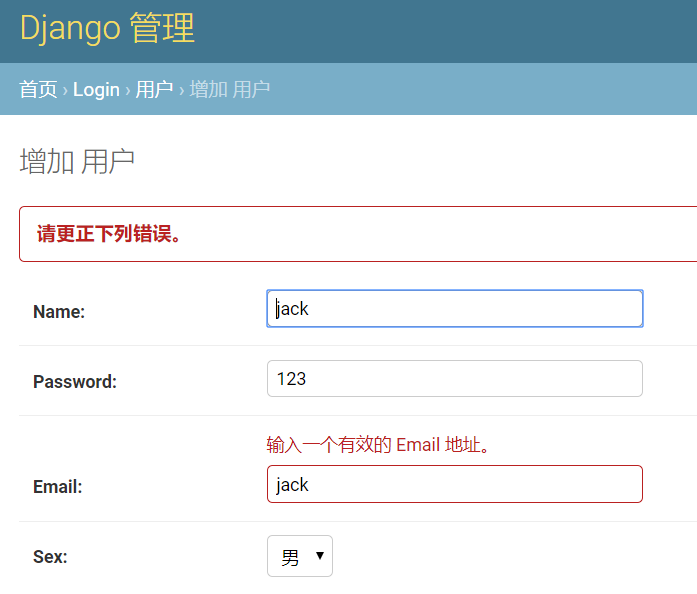 Django 管理
首页 › Login › 用户 › 增加 用户
增加 用户
请更正下列错误。
Name: jack
Password: 123
输入一个有效的 Email 地址。
Email: jack
Sex: 男